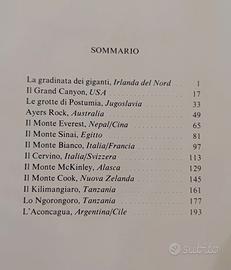 SOMMARIO
La gradinata dei giganti, Irlanda del Nord 1
Il Grand Canyon, USA 17
Le grotte di Postumia, Jugoslavia 33
Ayers Rock, Australia 49
Il Monte Everest, Nepal/Cina 65
Il Monte Sinai, Egitto 81
Il Monte Bianco, Italia/Francia 97
Il Cervino, Italia/Svizzera 113
Il Monte McKinley, Alasca 129
Il Monte Cook, Nuova Zelanda 145
Il Kilimangiaro, Tanzania 161
Lo Ngorongoro, Tanzania 177
L'Aconcagua, Argentina/Cile 193
subito